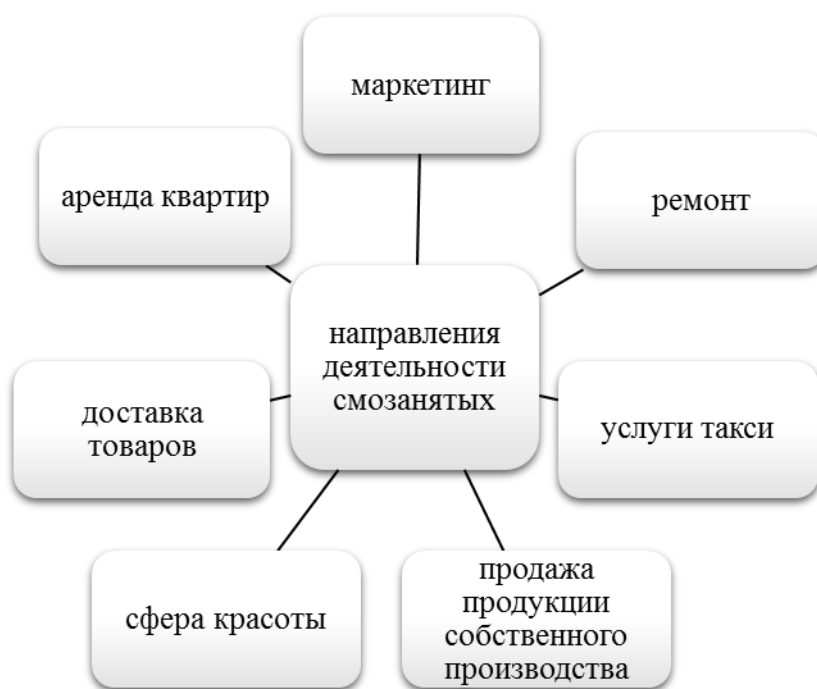 маркетинг
аренда квартир
ремонт
направления
деятельности
смозанятых
доставка
товаров
услуги такси
сфера красоты
продажа
продукции
собственного
производства